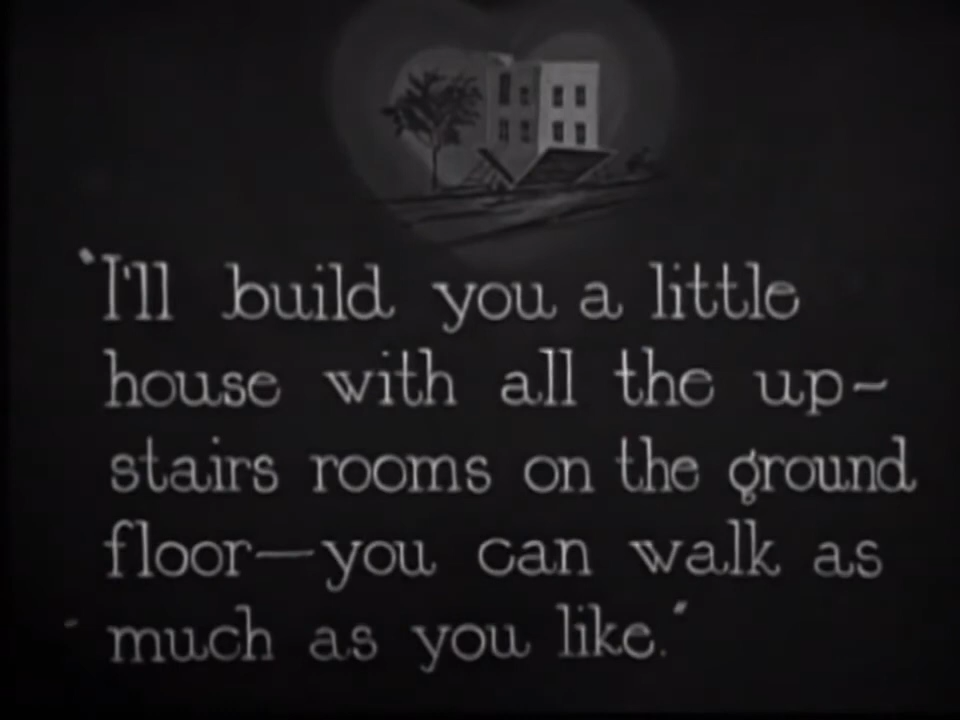 "I'll build you a little
house with all the up-
stairs rooms on the ground
floor—you can walk as
much as you like."